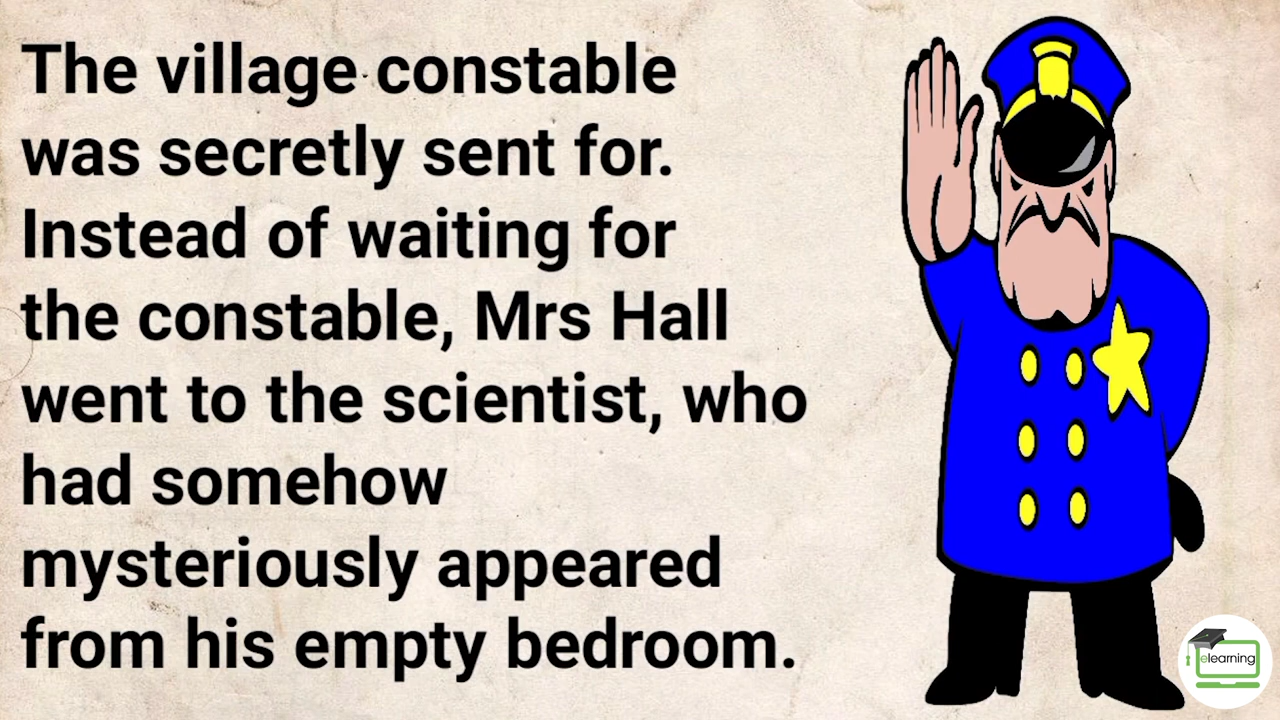 The village constable
was secretly sent for.
Instead of waiting for
the constable, Mrs Hall
went to the scientist, who
had somehow
mysteriously appeared
from his empty bedroom.
elearning